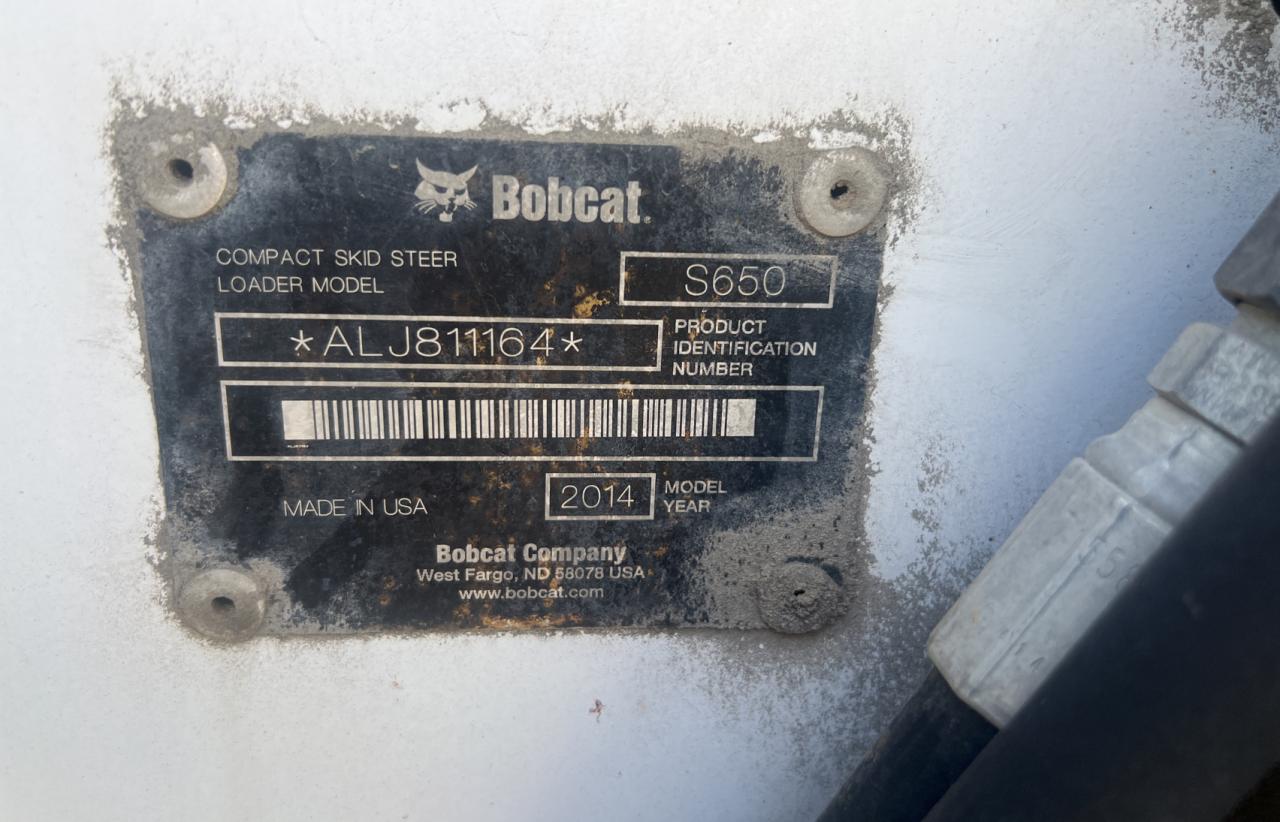 Bobcat.
COMPACT SKID STEER
LOADER MODEL
S650
*ALJ811164*
PRODUCT
IDENTIFICATION
NUMBER
MADE IN USA
2014
MODEL
YEAR
Bobcat Company
West Fargo, ND 58078 USA
www.bobcat.com